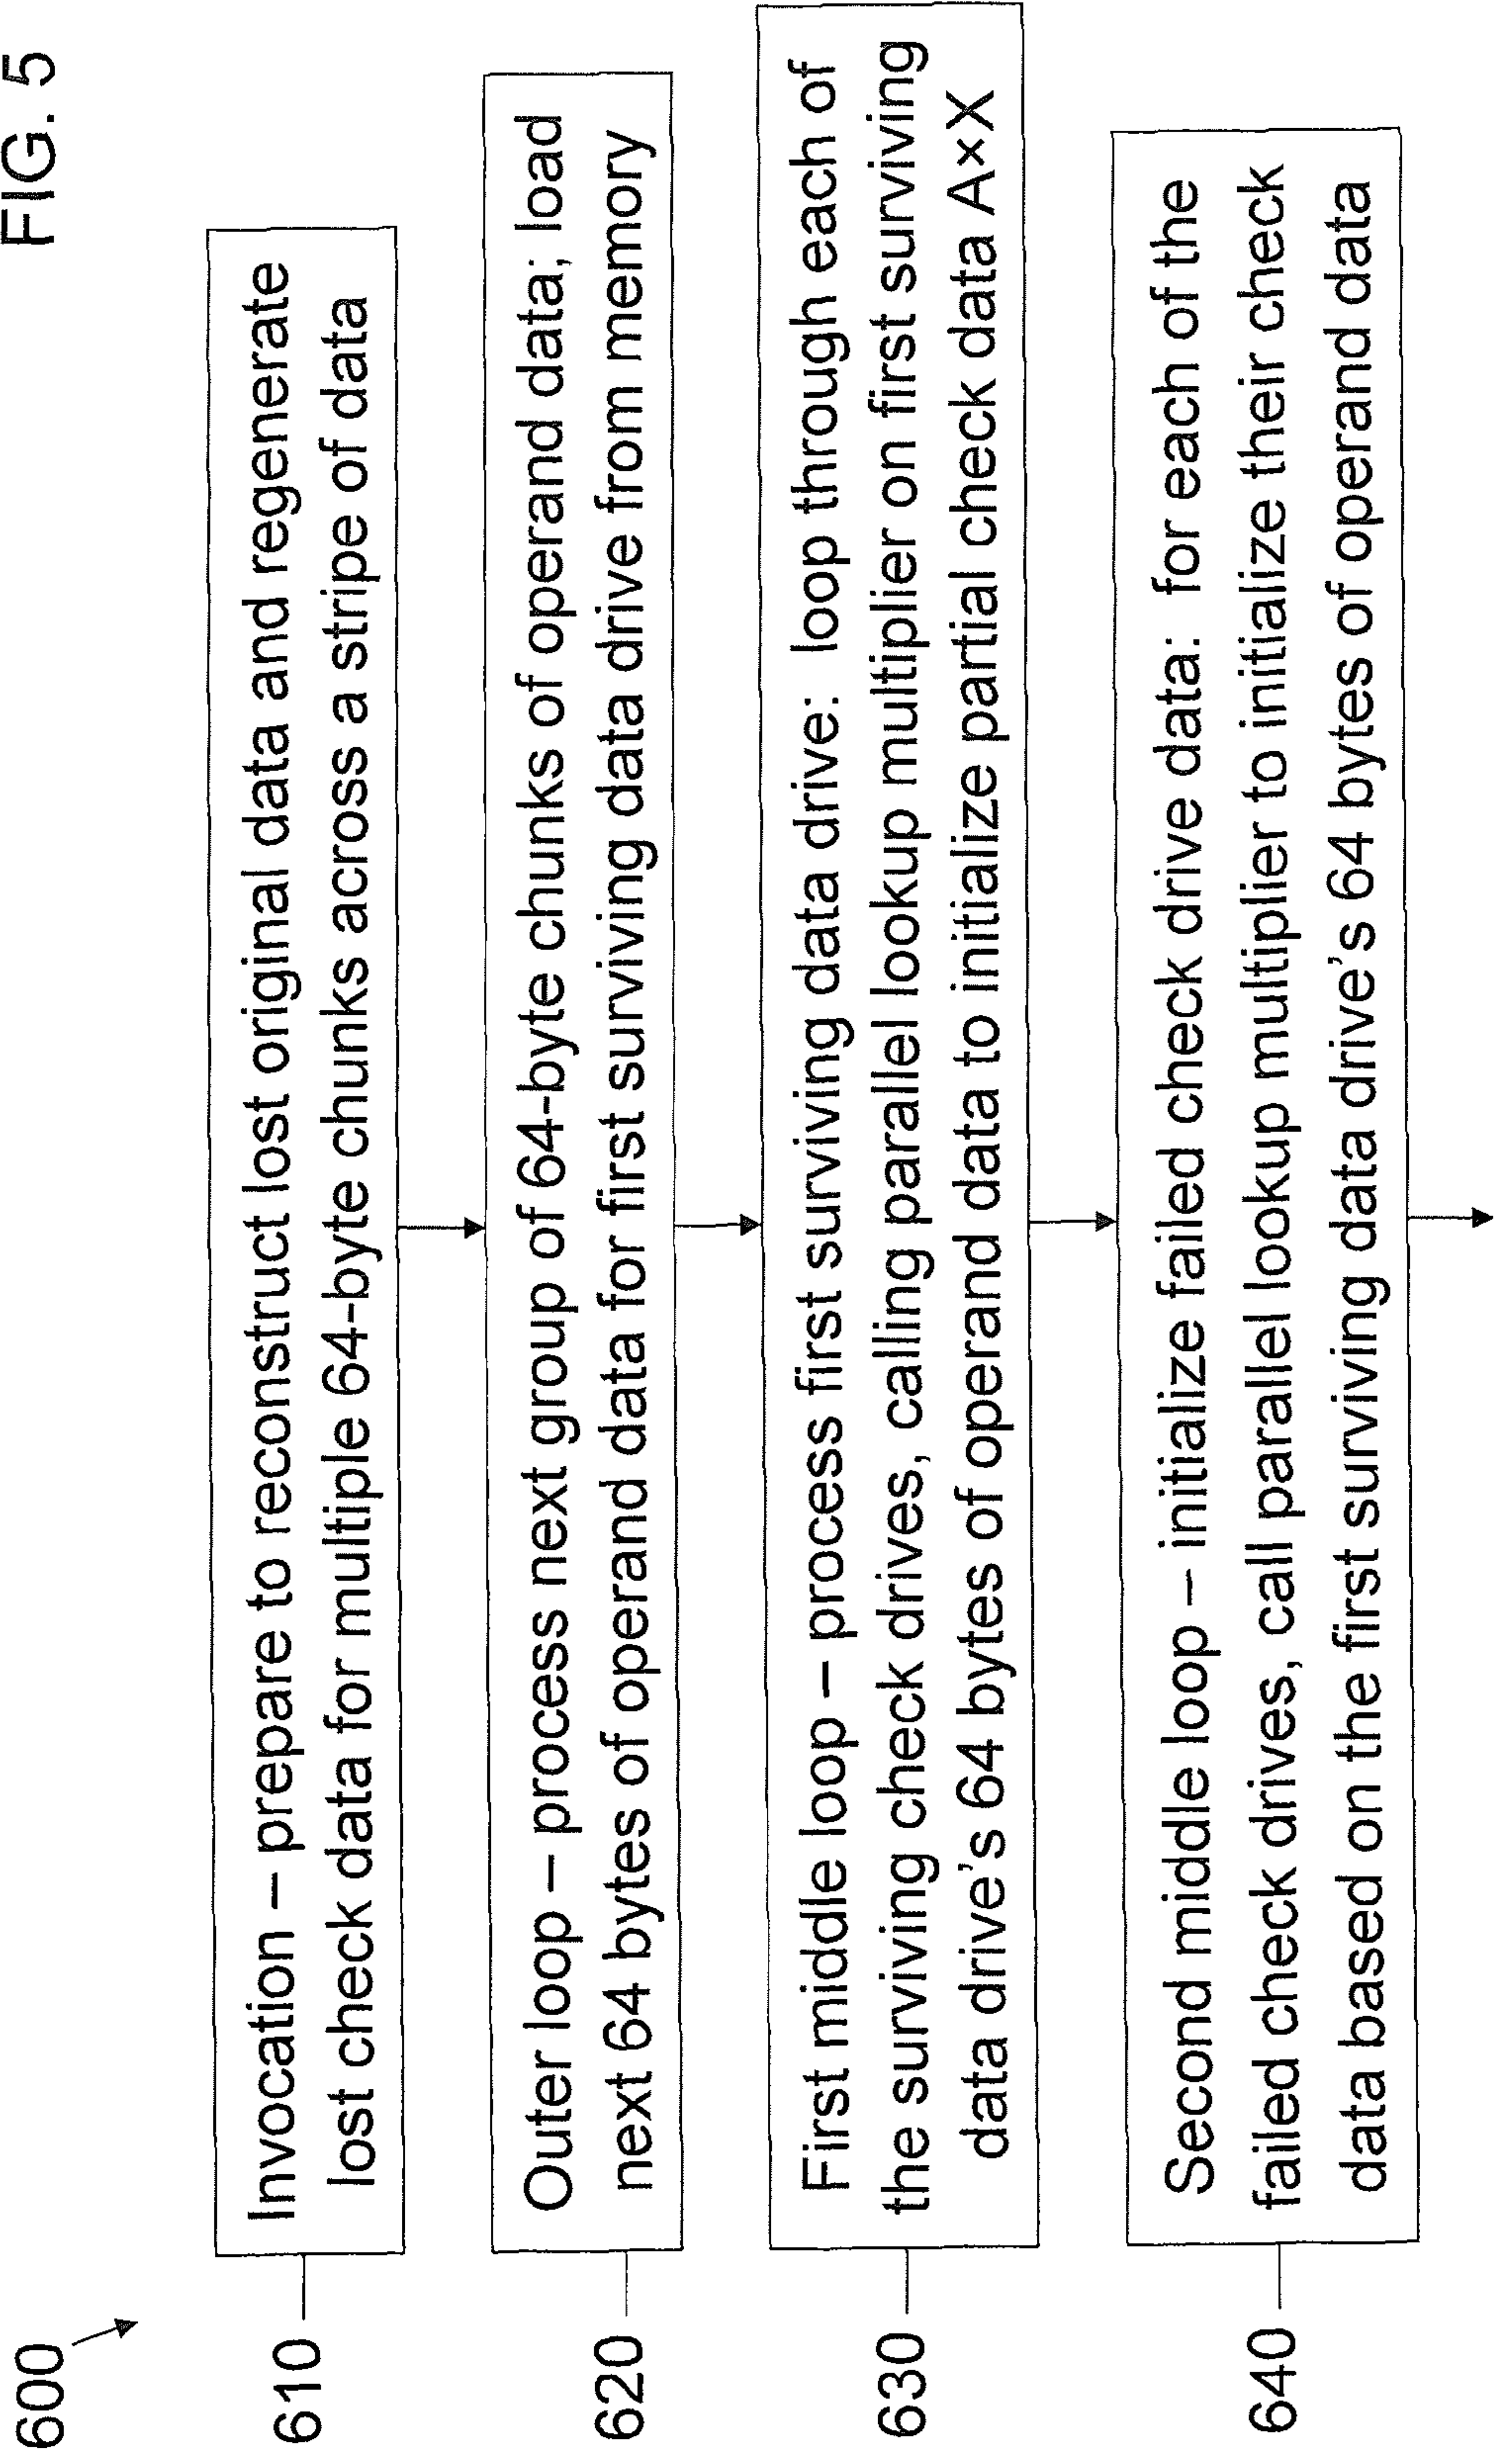 FIG. 5
600
610
Invocation – prepare to reconstruct lost original data and regenerate
lost check data for multiple 64-byte chunks across a stripe of data
620
Outer loop – process next group of 64-byte chunks of operand data; load
next 64 bytes of operand data for first surviving data drive from memory
630
First middle loop – process first surviving data drive: loop through each of
the surviving check drives, calling parallel lookup multiplier on first surviving
data drive's 64 bytes of operand data to initialize partial check data A×X
640
Second middle loop – initialize failed check drive data: for each of the
failed check drives, call parallel lookup multiplier to initialize their check
data based on the first surviving data drive's 64 bytes of operand data